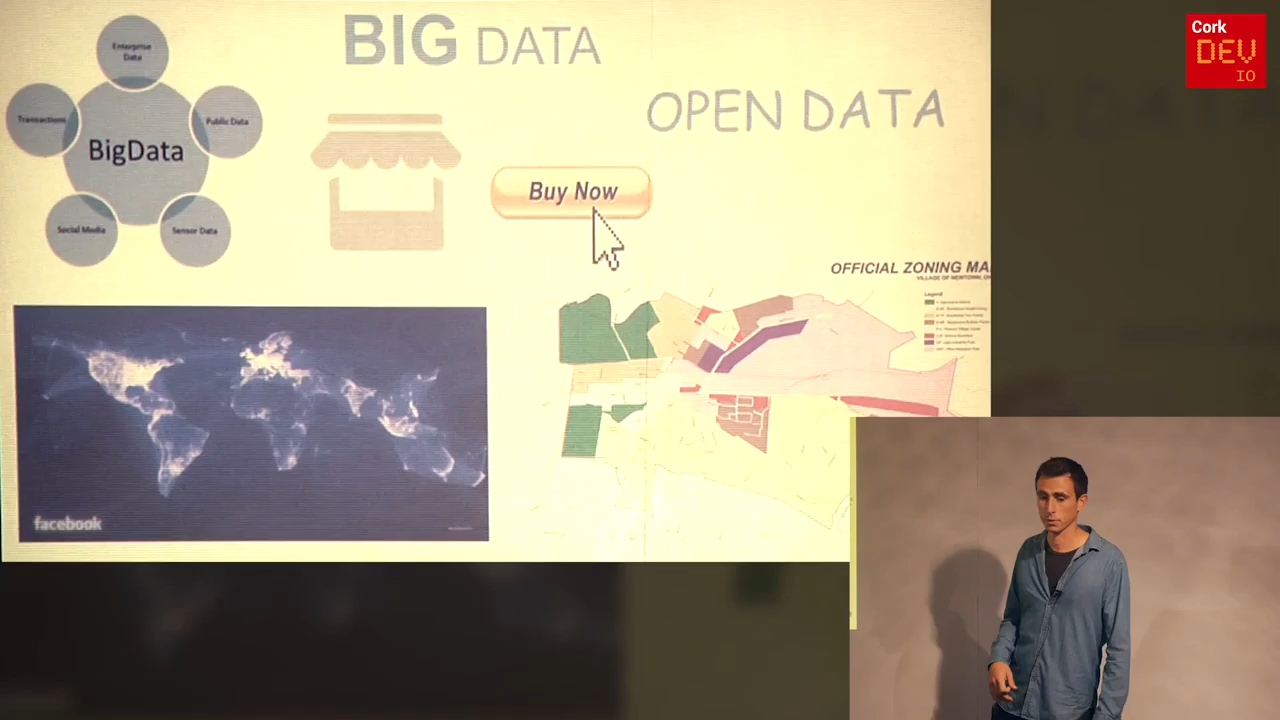 BIG DATA
Enterprise
Data
Transactions
Public Data
BigData
Social Media
Sensor Data
OPEN DATA
Buy Now
OFFICIAL ZONING MA
Legend
facebook
Cork
DEV
IO